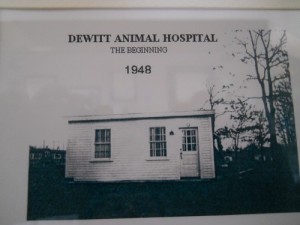 DEWITT ANIMAL HOSPITAL
THE BEGINNING
1948